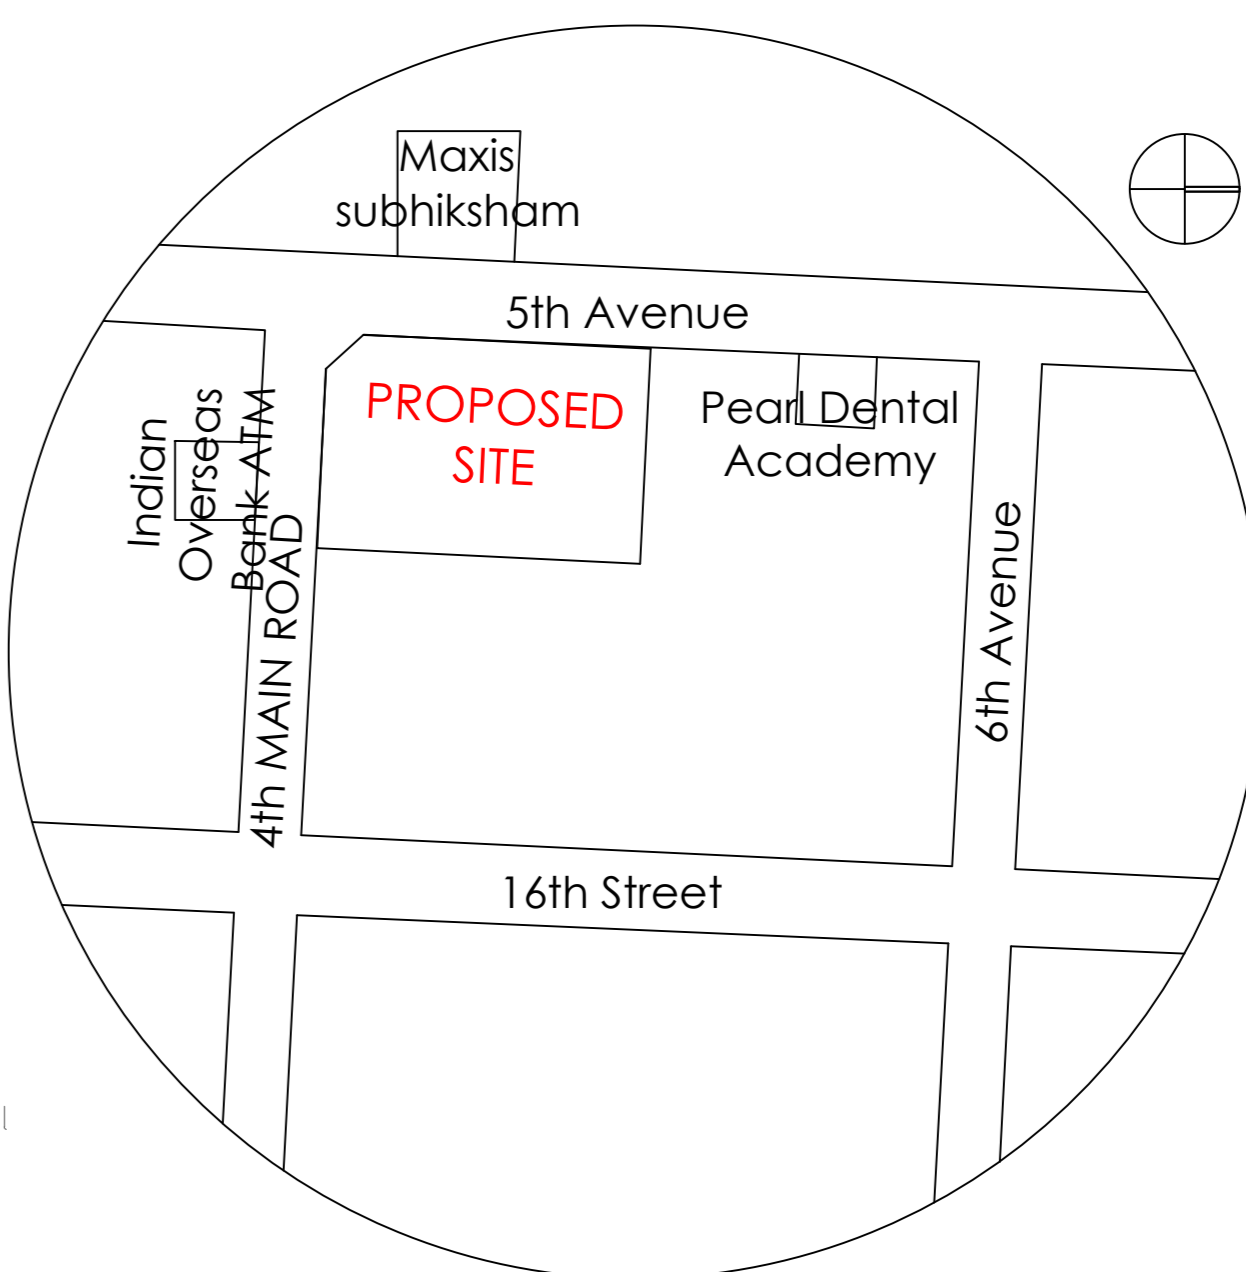 Maxis
subhiksham
5th Avenue
PROPOSED
SITE
Pearl Dental
Academy
Indian
Overseas
Bank ATM
4th MAIN ROAD
6th Avenue
16th Street